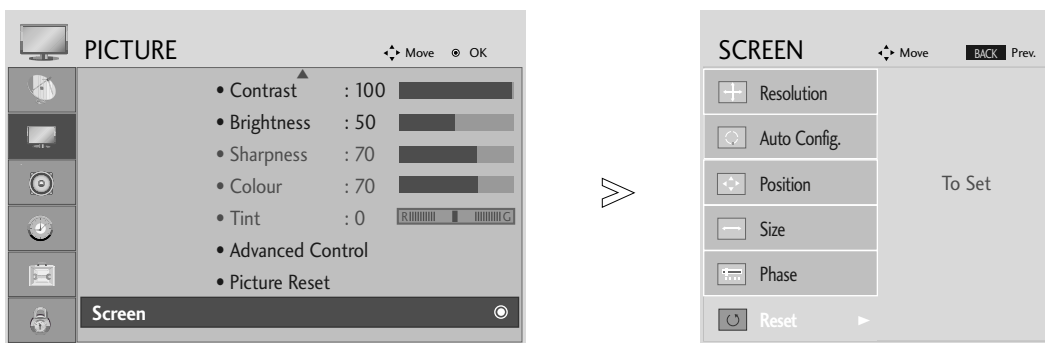 PICTURE
Move OK
• Contrast : 100
• Brightness : 50
• Sharpness : 70
• Colour : 70
• Tint : 0 R G
• Advanced Control
• Picture Reset
Screen
SCREEN
Move BACK Prev.
Resolution
Auto Config.
Position
Size
Phase
Reset
To Set